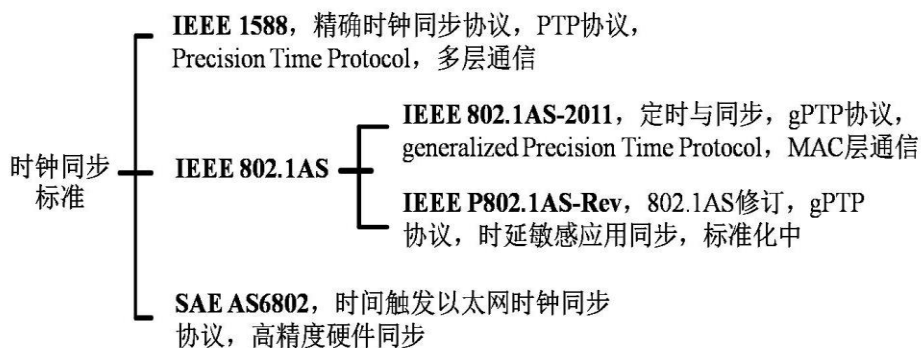 IEEE 1588，精确时钟同步协议，PTP协议，
Precision Time Protocol，多层通信
IEEE 802.1AS-2011，定时与同步，gPTP协议，
generalized Precision Time Protocol，MAC层通信
时钟同步
标准
IEEE 802.1AS
IEEE P802.1AS-Rev，802.1AS修订，gPTP
协议，时延敏感应用同步，标准化中
SAE AS6802，时间触发以太网时钟同步
协议，高精度硬件同步